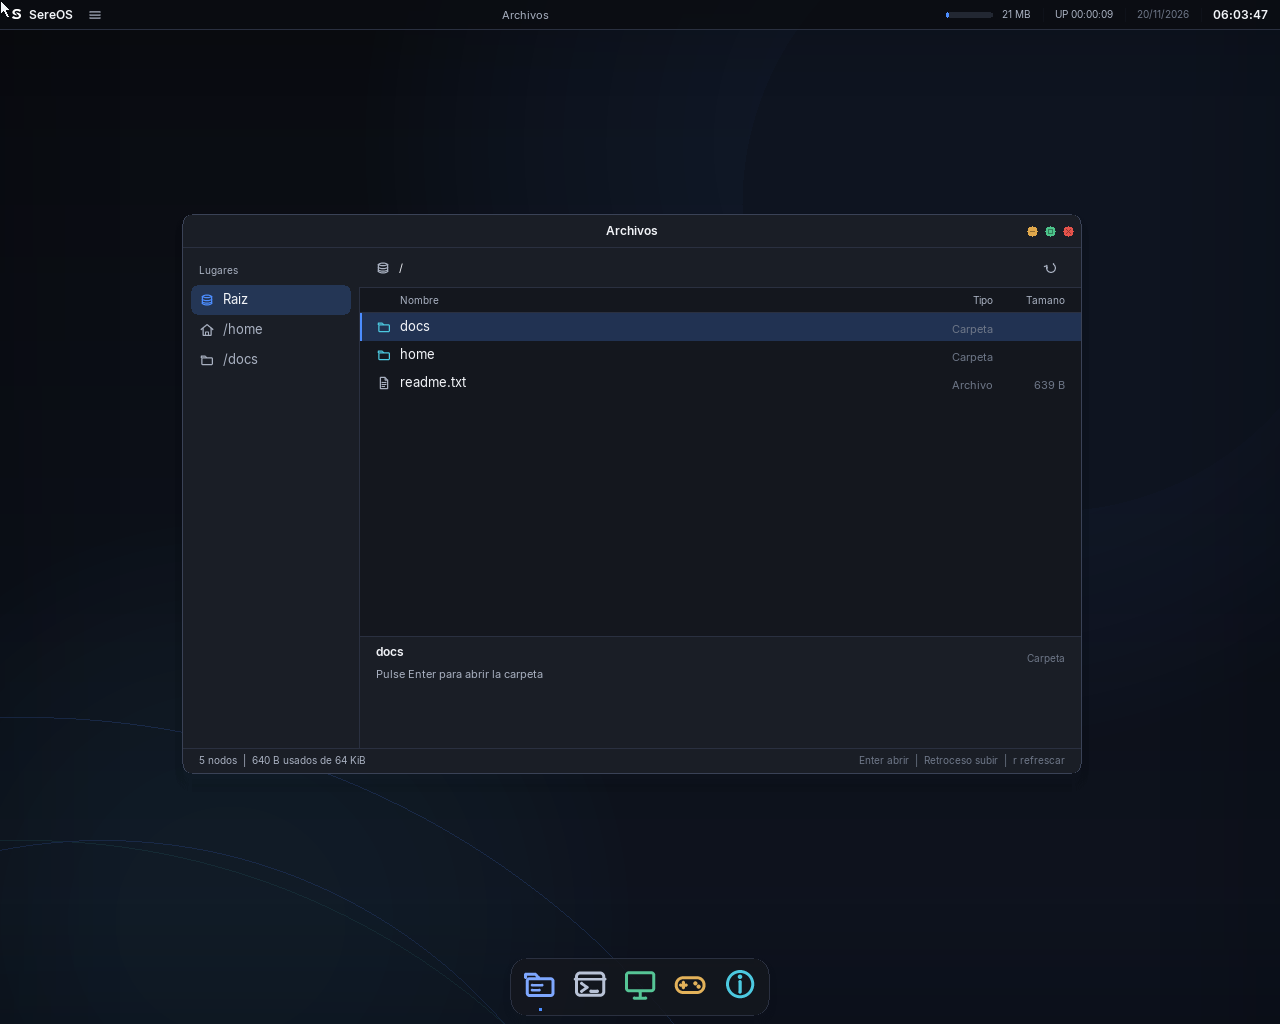 S SereOS Archivos 21 MB UP 00:00:09 20/11/2026 06:03:47
Archivos
Lugares
Raiz
/home
/docs
/
Nombre Tipo Tamano
docs Carpeta
home Carpeta
readme.txt Archivo 639 B
docs Carpeta
Pulse Enter para abrir la carpeta
5 nodos | 640 B usados de 64 KiB Enter abrir | Retroceso subir | r refrescar